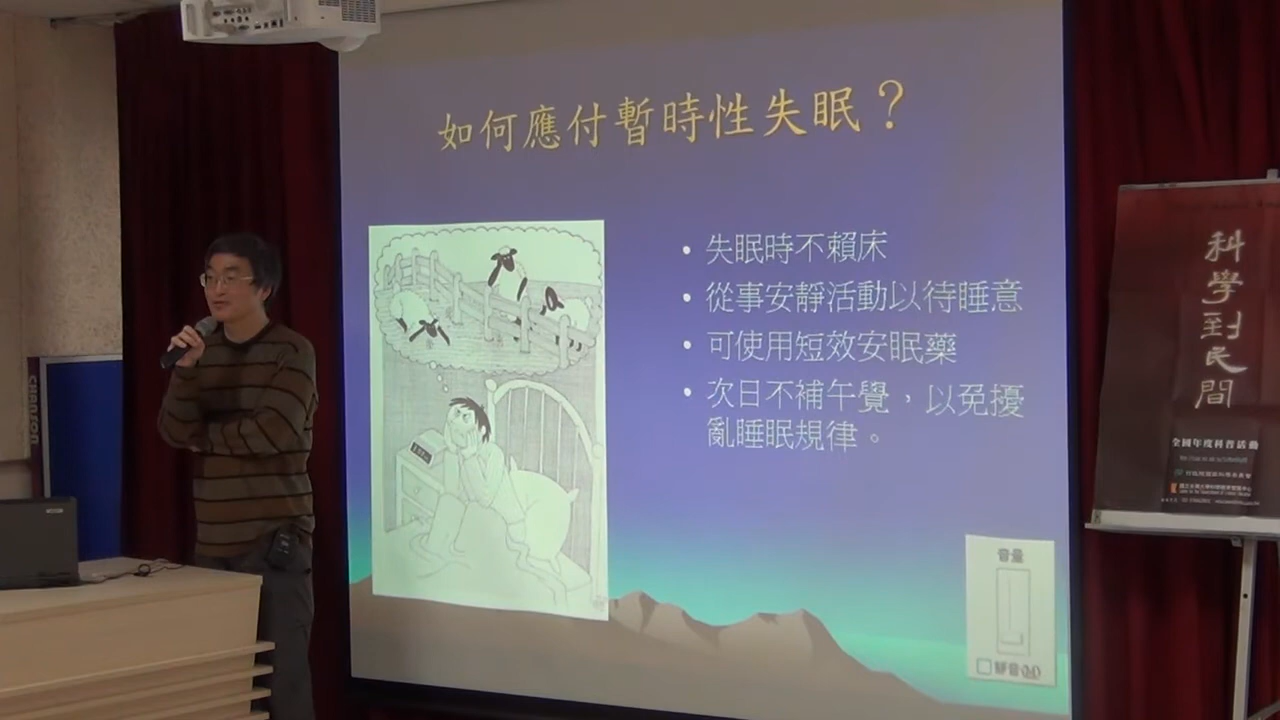 如何應付暫時性失眠？
• 失眠時不賴床
• 從事安靜活動以待睡意
• 可使用短效安眠藥
• 次日不補午覺，以免擾
亂睡眠規律。
音量
靜音(M)
科學到民間
全國年度科普活動
chanson